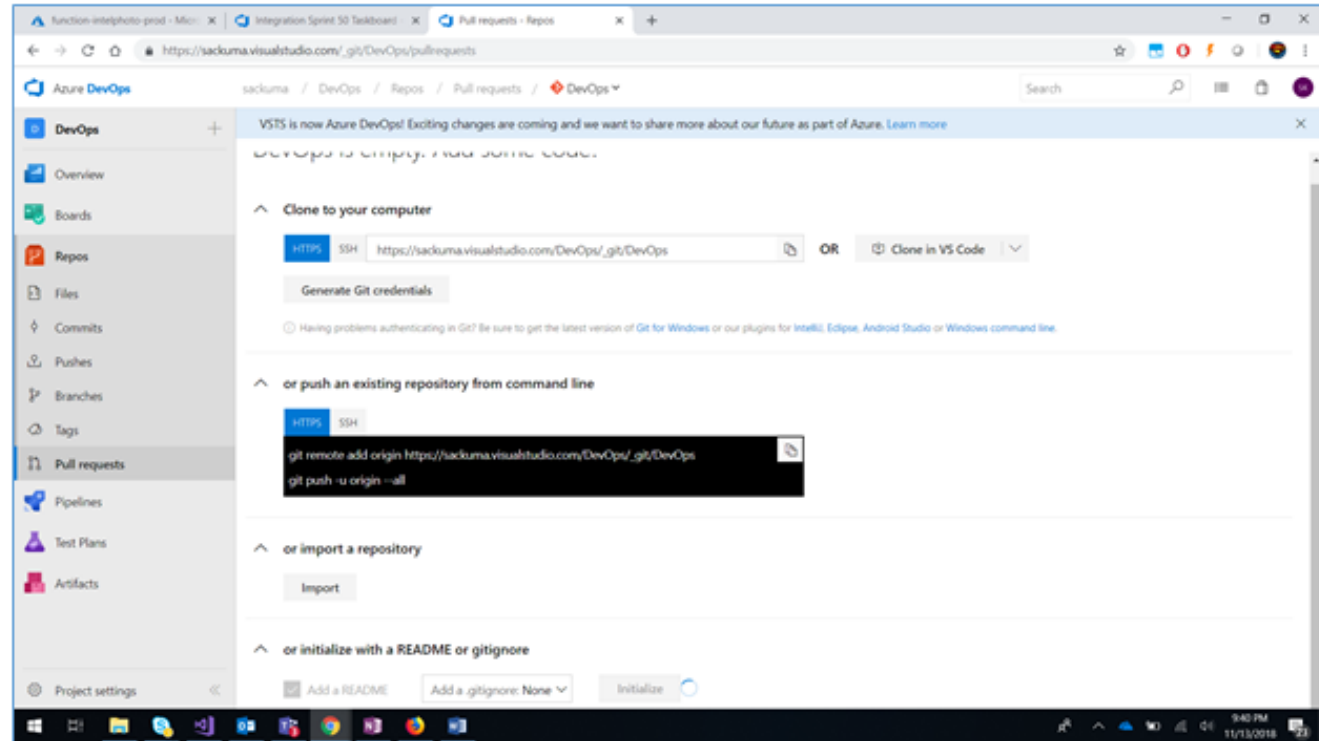 function-intelphoto-prod - Micr
Integration Sprint 50 Taskboard -
Pull requests - Repos
https://sackuma.visualstudio.com/_git/DevOps/pullrequests
Azure DevOps
sackuma / DevOps / Repos / Pull requests / DevOps
Search
DevOps
VSTS is now Azure DevOps! Exciting changes are coming and we want to share more about our future as part of Azure. Learn more
DevOps is empty. Add some code!
Overview
Boards
Repos
Files
Commits
Pushes
Branches
Tags
Pull requests
Pipelines
Test Plans
Artifacts
Project settings
Clone to your computer
HTTPS SSH https://sackuma.visualstudio.com/DevOps/_git/DevOps OR Clone in VS Code
Generate Git credentials
Having problems authenticating in Git? Be sure to get the latest version of Git for Windows or our plugins for IntelliJ, Eclipse, Android Studio or Windows command line.
or push an existing repository from command line
HTTPS SSH
git remote add origin https://sackuma.visualstudio.com/DevOps/_git/DevOps
git push -u origin --all
or import a repository
Import
or initialize with a README or gitignore
Add a README Add a .gitignore: None Initialize
9:40 PM
11/13/2018